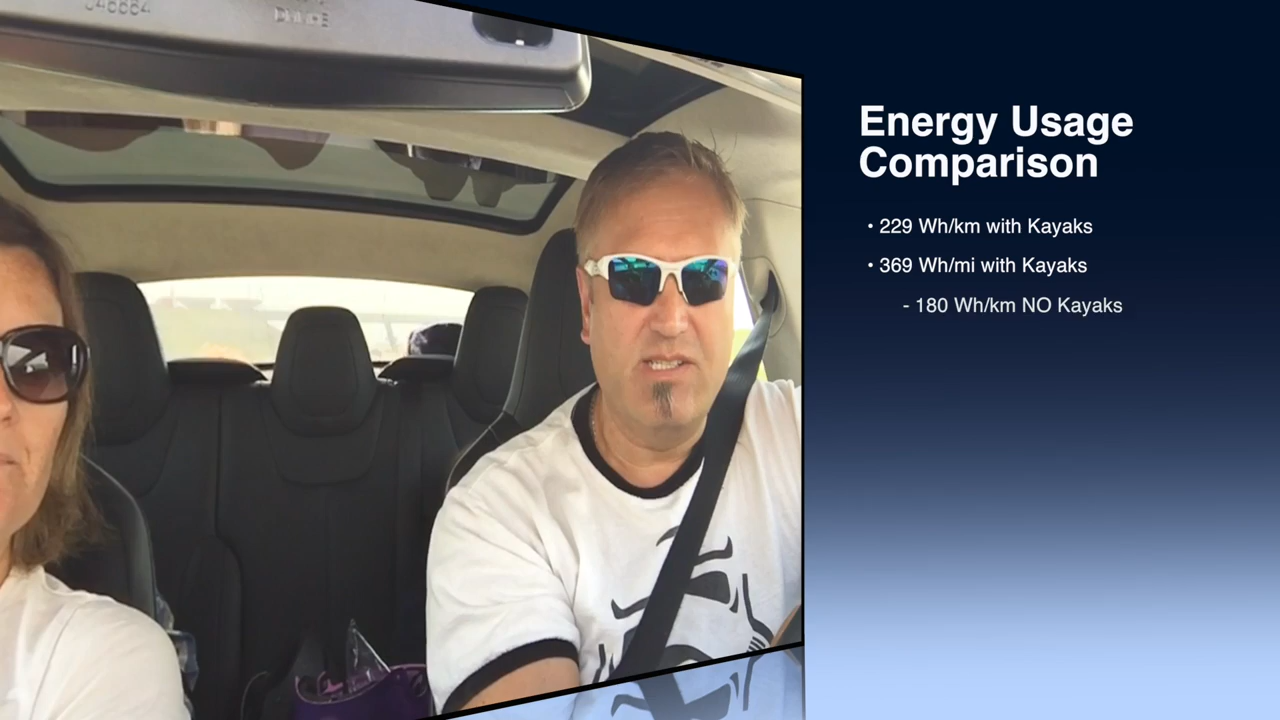 Energy Usage
Comparison
• 229 Wh/km with Kayaks
• 369 Wh/mi with Kayaks
- 180 Wh/km NO Kayaks